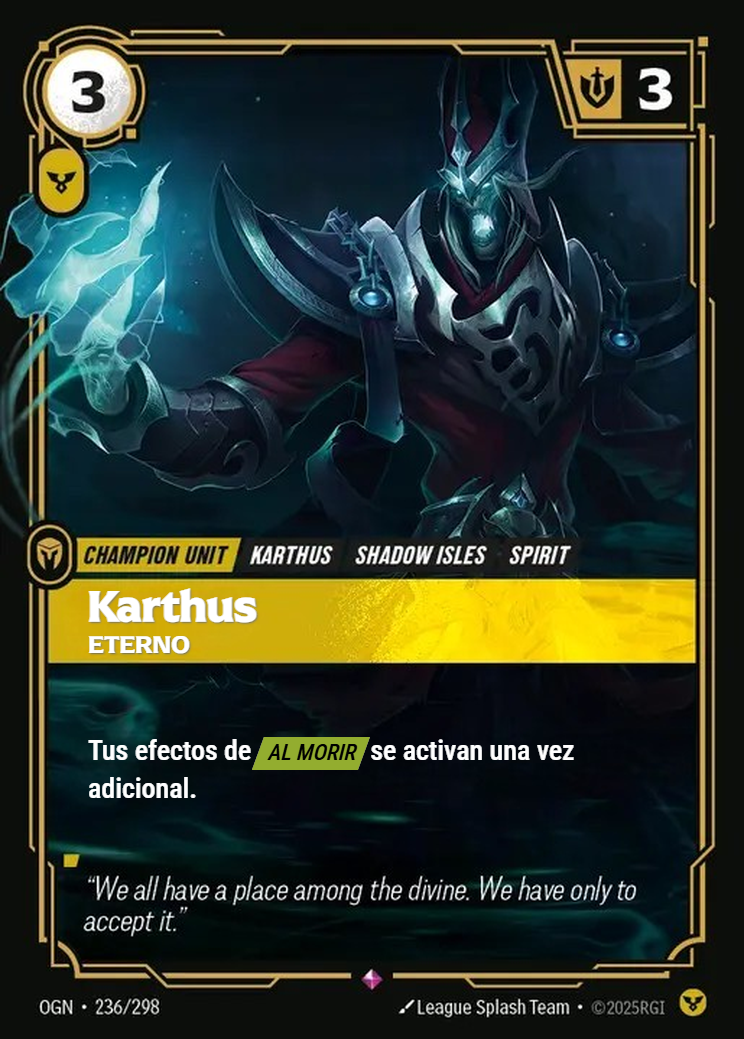 3
3
CHAMPION UNIT KARTHUS SHADOW ISLES SPIRIT
Karthus
ETERNO
Tus efectos de AL MORIR se activan una vez
adicional.
“We all have a place among the divine. We have only to
accept it.”
OGN • 236/298 League Splash Team • ©2025RGI